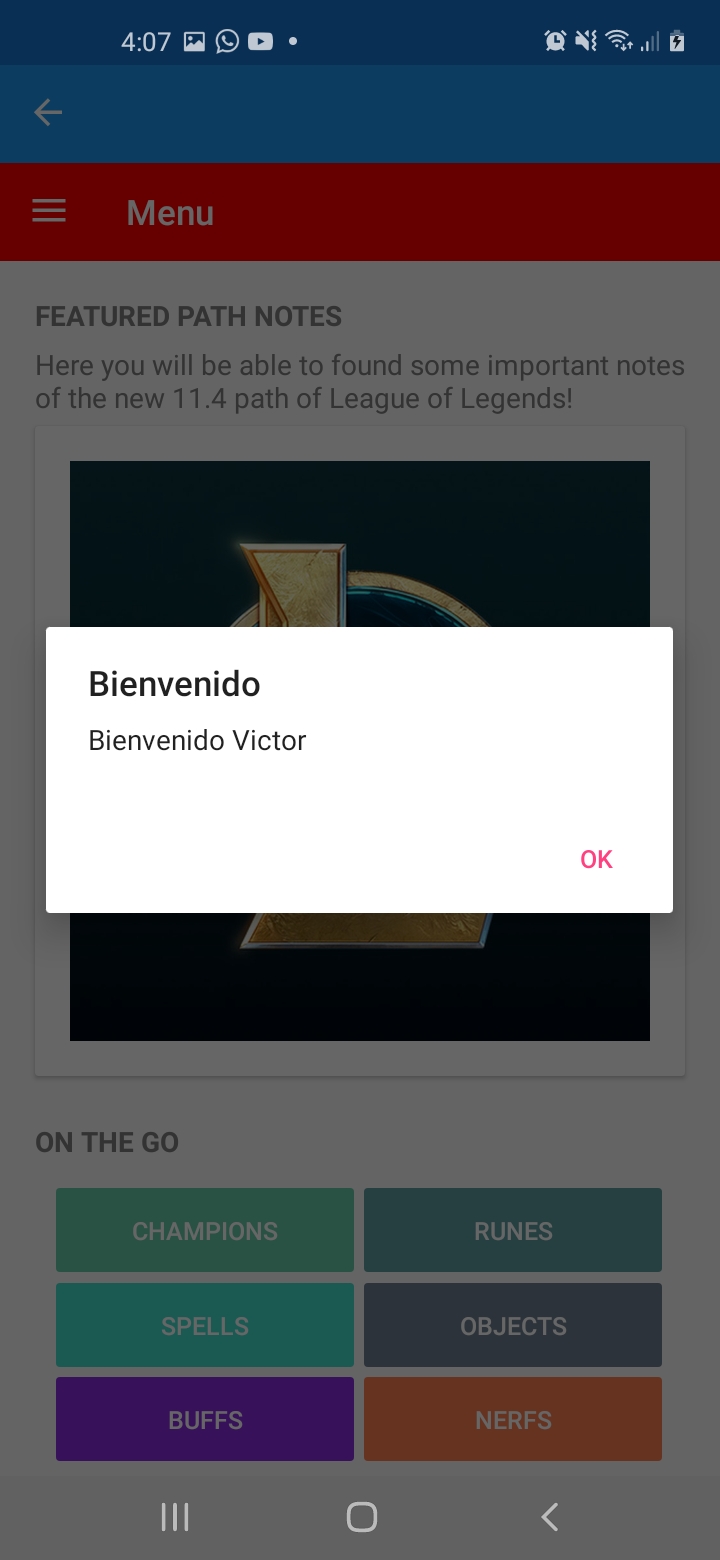 4:07
Menu
FEATURED PATH NOTES
Here you will be able to found some important notes
of the new 11.4 path of League of Legends!
Bienvenido
Bienvenido Victor
OK
ON THE GO
CHAMPIONS
RUNES
SPELLS
OBJECTS
BUFFS
NERFS